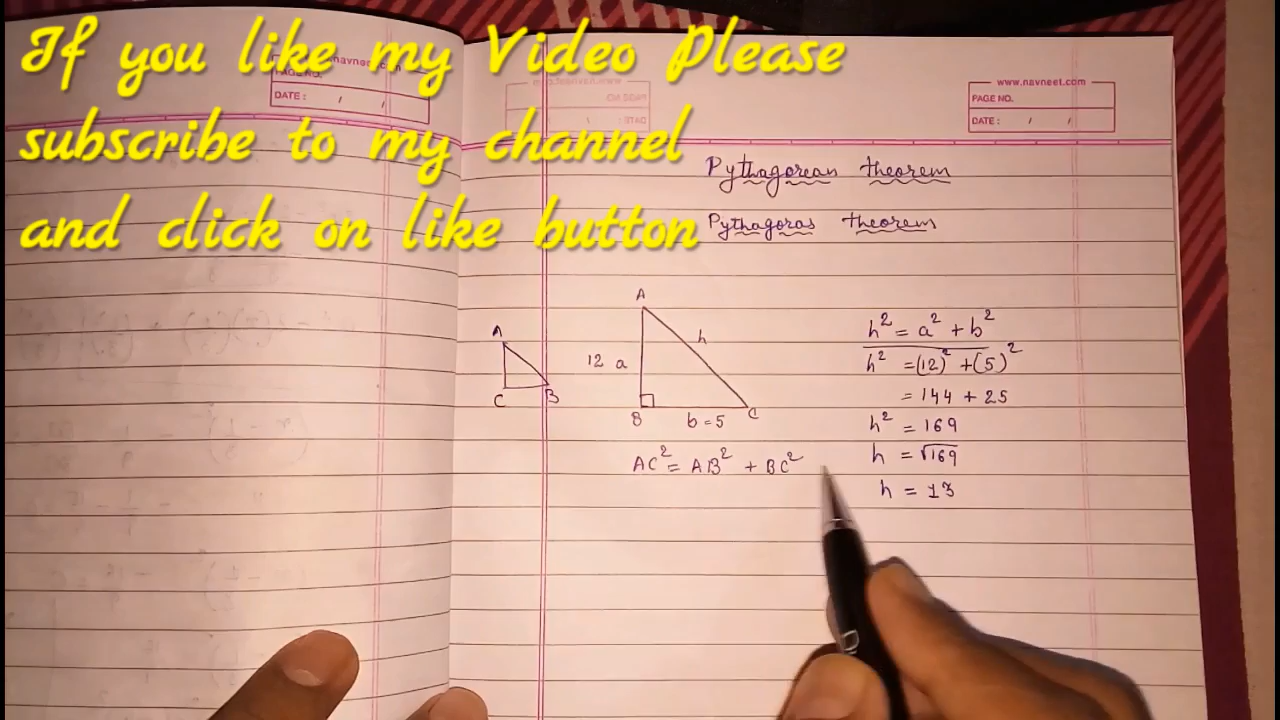 If you like my Video Please
subscribe to my channel
and click on like button
PAGE NO.
DATE : / /
www.navneet.com
PAGE NO.
DATE : / /
Pythagorean theorem
Pythagoras theorem
A
C
B
A
h
12 a
B
b = 5
C
AC² = AB² + BC²
h² = a² + b²
h² = (12)² + (5)²
= 144 + 25
h² = 169
h = √169
h = 13